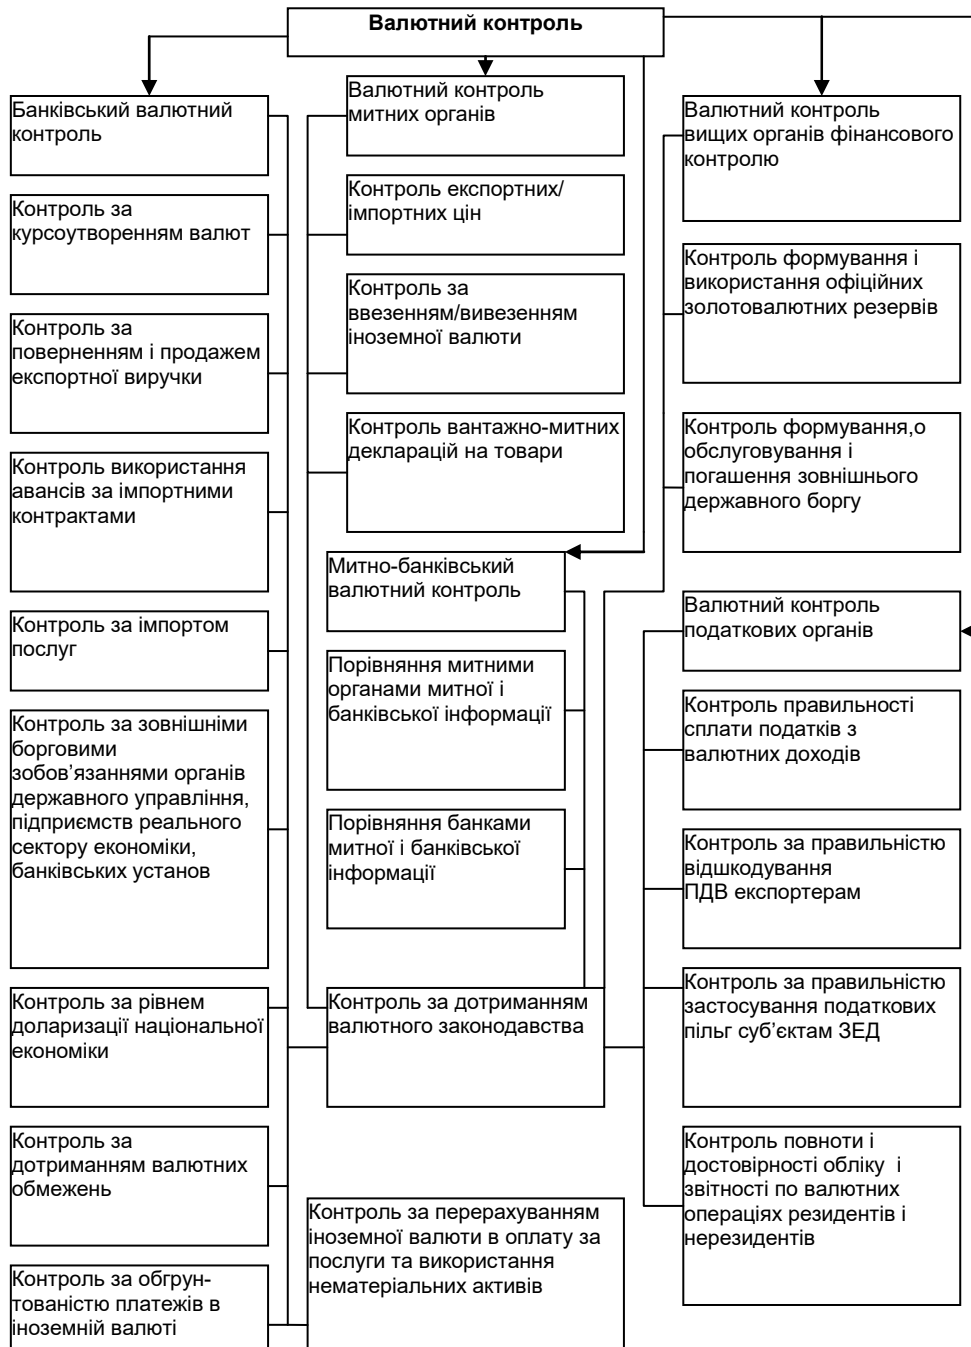 Валютний контроль
Банківський валютний
контроль
Контроль за
курсоутворенням валют
Контроль за
поверненням і продажем
експортної виручки
Контроль використання
авансів за імпортними
контрактами
Контроль за імпортом
послуг
Контроль за зовнішніми
борговими
зобов’язаннями органів
державного управління,
підприємств реального
сектору економіки,
банківських установ
Контроль за рівнем
доларизації національної
економіки
Контроль за
дотриманням валютних
обмежень
Контроль за обгрун-
тованістю платежів в
іноземній валюті
Валютний контроль
митних органів
Контроль експортних/
імпортних цін
Контроль за
ввезенням/вивезенням
іноземної валюти
Контроль вантажно-митних
декларацій на товари
Митно-банківський
валютний контроль
Порівняння митними
органами митної і
банківської інформації
Порівняння банками
митної і банківської
інформації
Контроль за дотриманням
валютного законодавства
Контроль за перерахуванням
іноземної валюти в оплату за
послуги та використання
нематеріальних активів
Валютний контроль
вищих органів фінансового
контролю
Контроль формування і
використання офіційних
золотовалютних резервів
Контроль формування,о
обслуговування і
погашення зовнішнього
державного боргу
Валютний контроль
податкових органів
Контроль правильності
сплати податків з
валютних доходів
Контроль за правильністю
відшкодування
ПДВ експортерам
Контроль за правильністю
застосування податкових
пільг суб’єктам ЗЕД
Контроль повноти і
достовірності обліку і
звітності по валютних
операціях резидентів і
нерезидентів